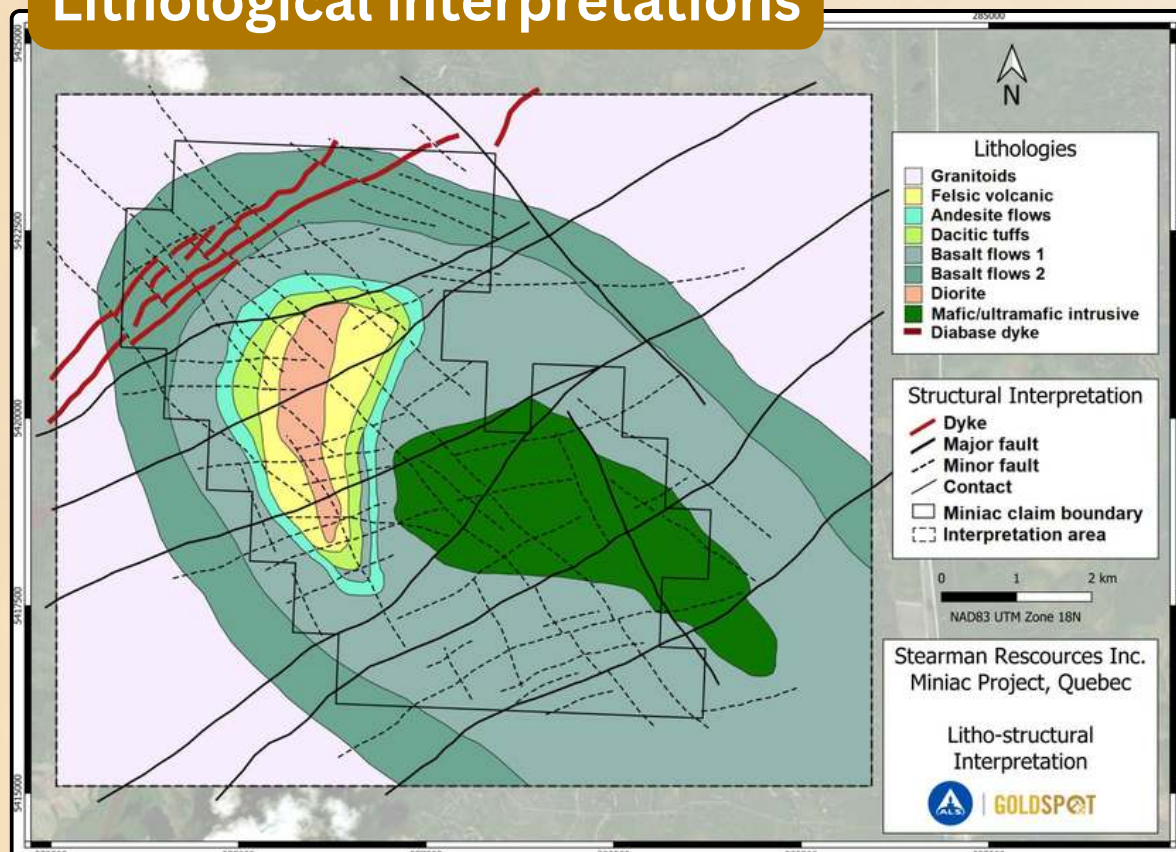 Lithological Interpretations
285000
5425000
N
Lithologies
Granitoids
Felsic volcanic
Andesite flows
Dacitic tuffs
Basalt flows 1
Basalt flows 2
Diorite
Mafic/ultramafic intrusive
Diabase dyke
5422500
Structural Interpretation
Dyke
Major fault
Minor fault
Contact
Miniac claim boundary
Interpretation area
5420000
0 1 2 km
NAD83 UTM Zone 18N
5417500
Stearman Rescources Inc.
Miniac Project, Quebec
Litho-structural
Interpretation
ALS
GOLDSPOT
5415000